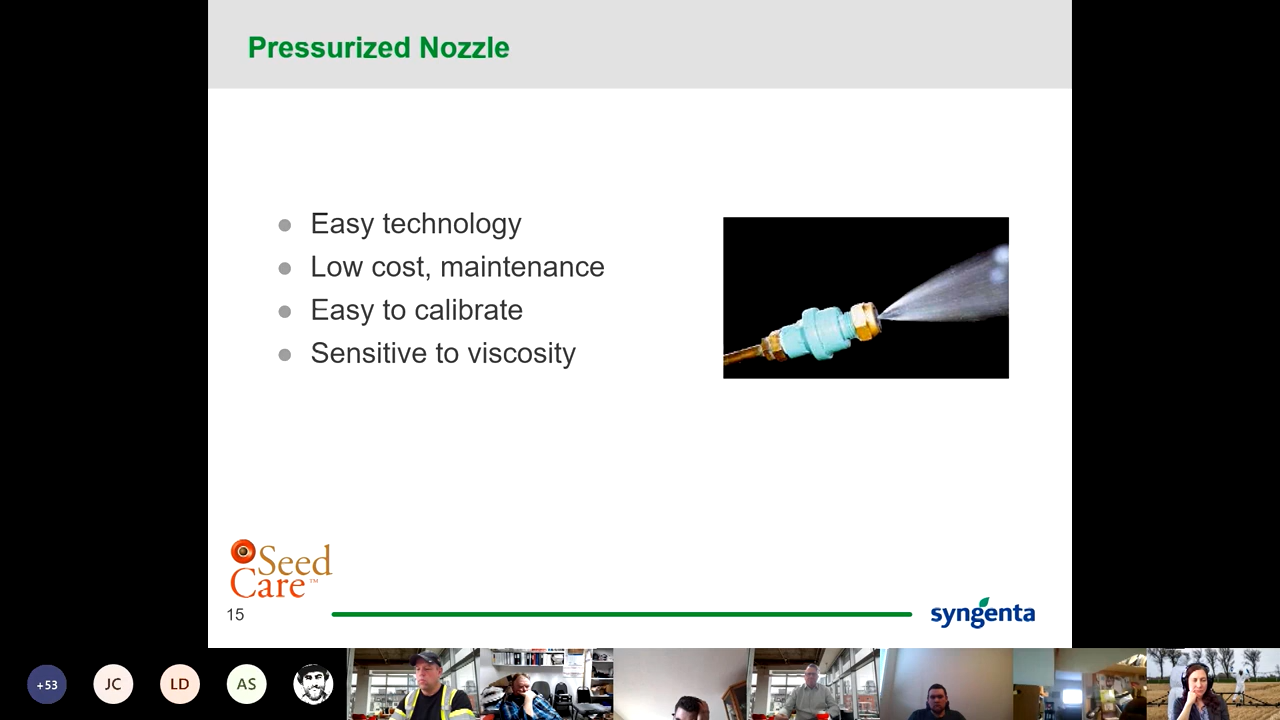 Pressurized Nozzle
Easy technology
Low cost, maintenance
Easy to calibrate
Sensitive to viscosity
Seed
Care™
15
syngenta
+53
JC
LD
AS